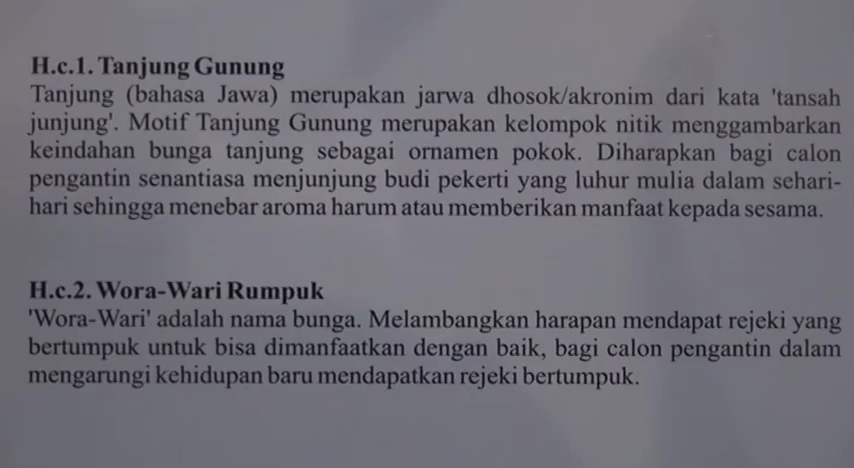 H.c.1. Tanjung Gunung
Tanjung (bahasa Jawa) merupakan jarwa dhosok/akronim dari kata 'tansah
junjung'. Motif Tanjung Gunung merupakan kelompok nitik menggambarkan
keindahan bunga tanjung sebagai ornamen pokok. Diharapkan bagi calon
pengantin senantiasa menjunjung budi pekerti yang luhur mulia dalam sehari-
hari sehingga menebar aroma harum atau memberikan manfaat kepada sesama.
H.c.2. Wora-Wari Rumpuk
'Wora-Wari' adalah nama bunga. Melambangkan harapan mendapat rejeki yang
bertumpuk untuk bisa dimanfaatkan dengan baik, bagi calon pengantin dalam
mengarungi kehidupan baru mendapatkan rejeki bertumpuk.